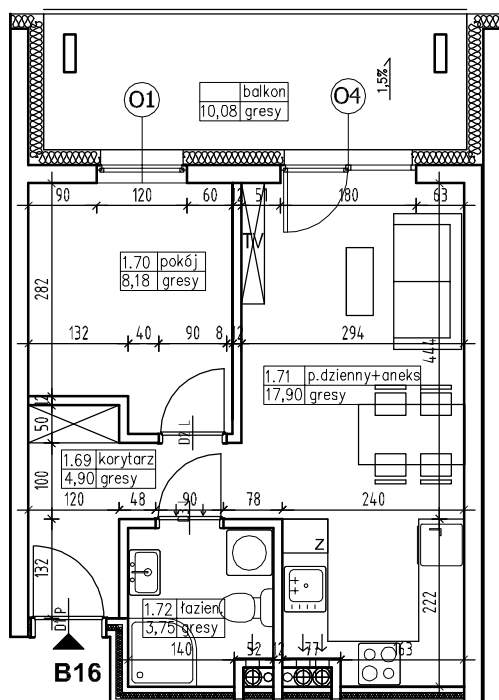 balkon
10,08 gresy
1,5%
O1
O4
90 120 60 51 180 63
TV
1.70 pokój
8,18 gresy
282
132 40 90 8 12 294
444
1.71 p.dzienny+aneks
17,90 gresy
12
50
1.69 korytarz
4,90 gresy
100
120 48 90 78 240
132
Z
222
1.72 łazien.
3,75 gresy
140 52 12 77 163
B16